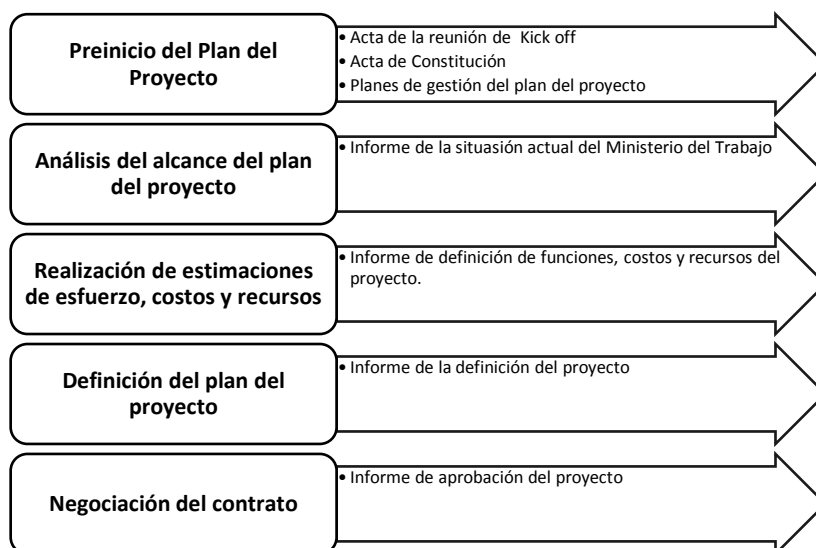 Preinicio del Plan del
Proyecto
• Acta de la reunión de Kick off
• Acta de Constitución
• Planes de gestión del plan del proyecto
Análisis del alcance del plan
del proyecto
• Informe de la situación actual del Ministerio del Trabajo
Realización de estimaciones
de esfuerzo, costos y recursos
• Informe de definición de funciones, costos y recursos del
proyecto.
Definición del plan del
proyecto
• Informe de la definición del proyecto
Negociación del contrato
• Informe de aprobación del proyecto